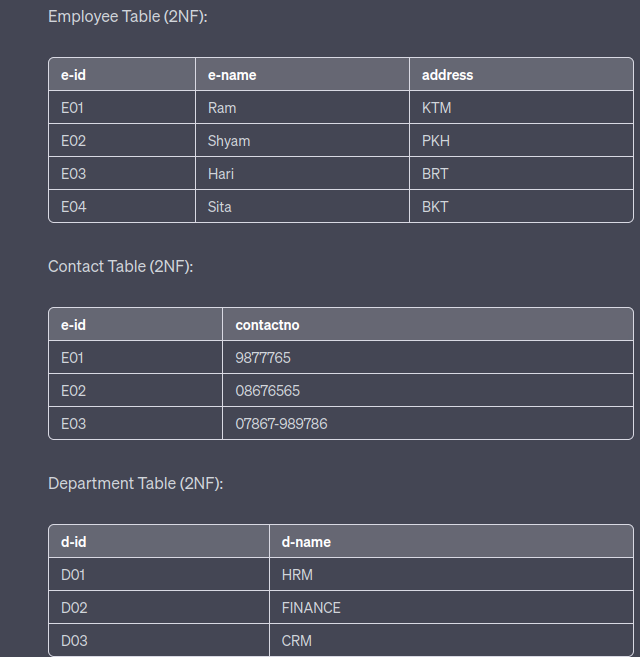 Employee Table (2NF):
e-id e-name address
E01 Ram KTM
E02 Shyam PKH
E03 Hari BRT
E04 Sita BKT
Contact Table (2NF):
e-id contactno
E01 9877765
E02 08676565
E03 07867-989786
Department Table (2NF):
d-id d-name
D01 HRM
D02 FINANCE
D03 CRM